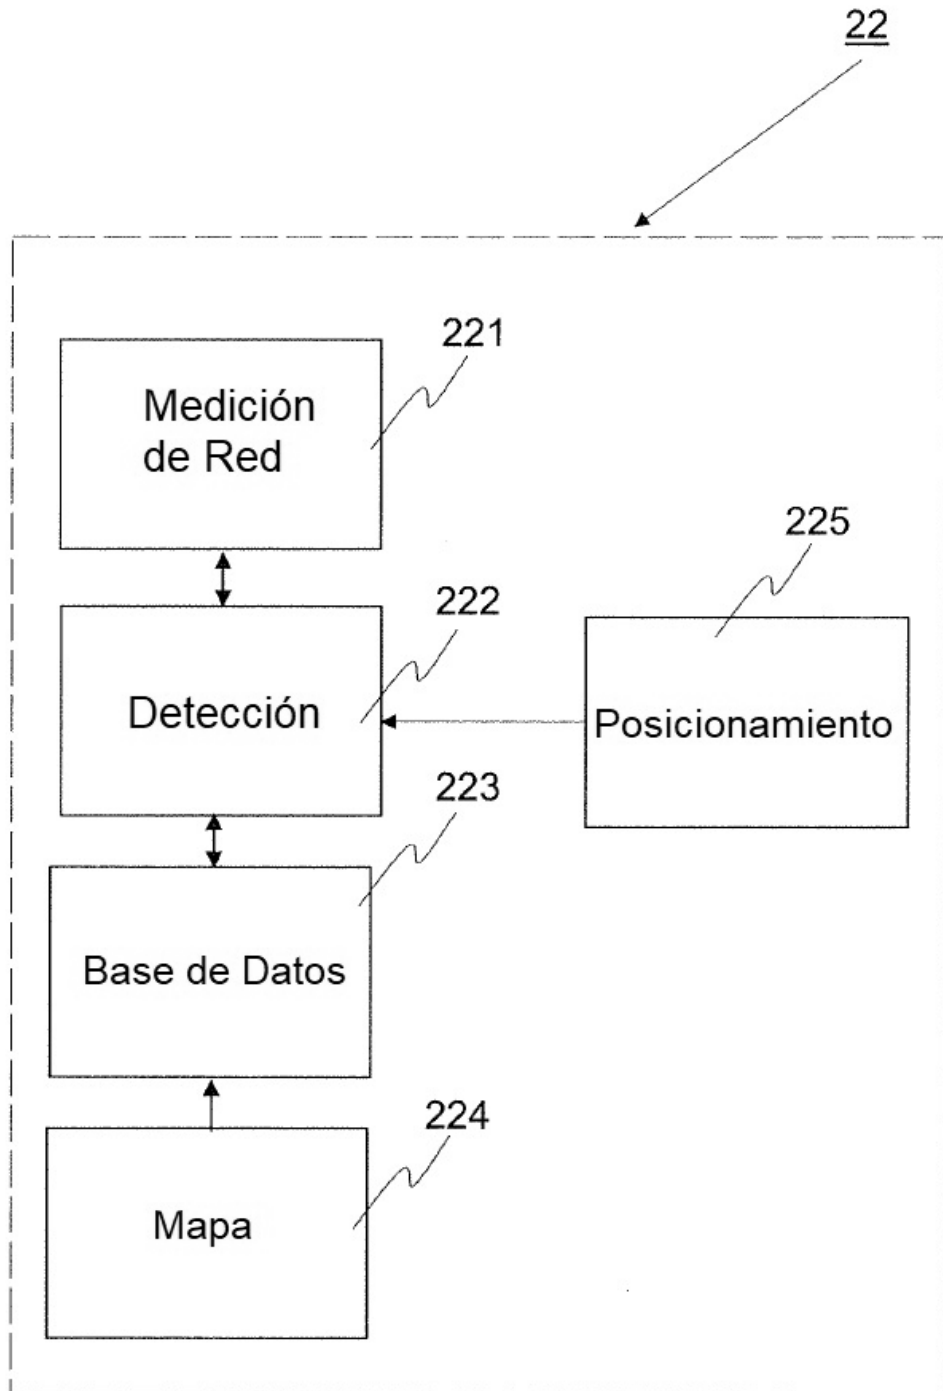 22
221
Medición
de Red
225
222
Detección
Posicionamiento
223
Base de Datos
224
Mapa